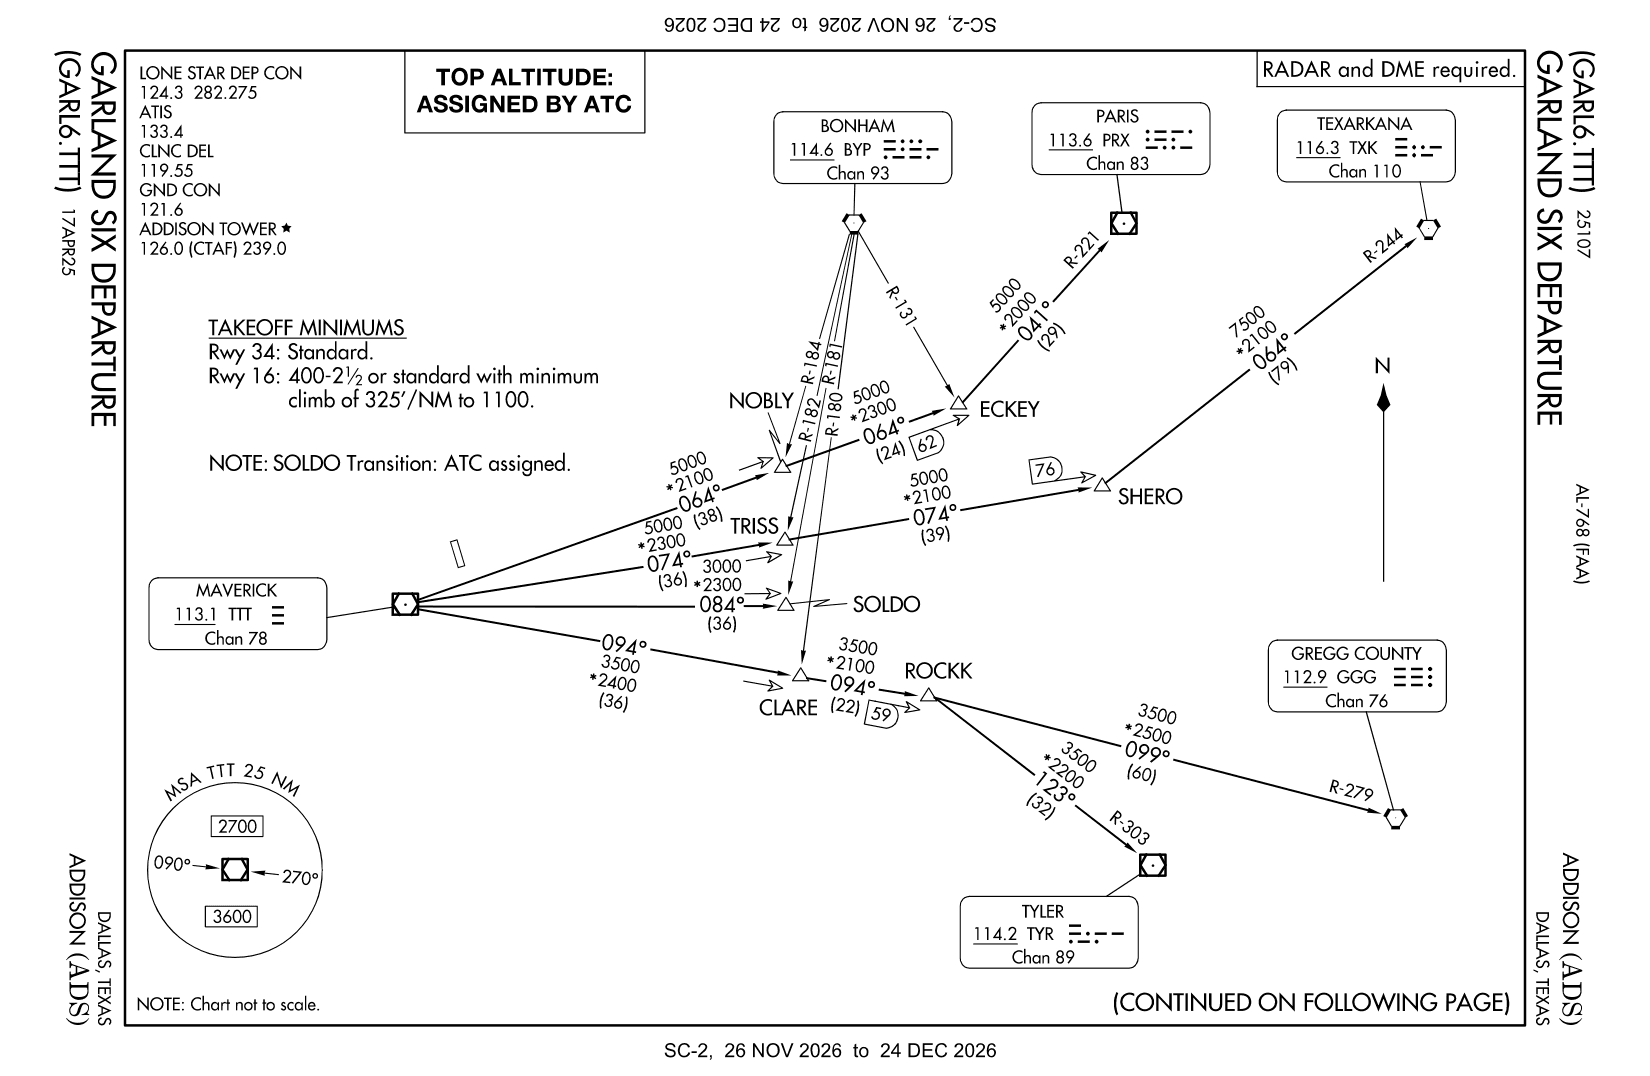 SC-2, 26 NOV 2026 to 24 DEC 2026
(GARL6.TTT) 17APR25
GARLAND SIX DEPARTURE
ADDISON (ADS)
DALLAS, TEXAS
LONE STAR DEP CON
124.3 282.275
ATIS
133.4
CLNC DEL
119.55
GND CON
121.6
ADDISON TOWER ★
126.0 (CTAF) 239.0
TOP ALTITUDE:
ASSIGNED BY ATC
RADAR and DME required.
TAKEOFF MINIMUMS
Rwy 34: Standard.
Rwy 16: 400-2½ or standard with minimum
climb of 325'/NM to 1100.
NOTE: SOLDO Transition: ATC assigned.
BONHAM
114.6 BYP
Chan 93
PARIS
113.6 PRX
Chan 83
TEXARKANA
116.3 TXK
Chan 110
R-131
R-184
R-181
R-182
R-180
R-221
5000
*2000
041°
(29)
R-244
7500
*2100
064°
(79)
N
NOBLY
5000
*2300
064°
(24)
62
ECKEY
5000
*2100
064°
(38)
TRISS
5000
*2100
074°
(39)
76
SHERO
5000
*2300
074°
(36)
3000
*2300
084°
(36)
SOLDO
MAVERICK
113.1 TTT
Chan 78
094°
3500
*2400
(36)
CLARE
3500
*2100
094°
(22)
59
ROCKK
3500
*2500
099°
(60)
R-279
3500
*2200
123°
(32)
R-303
GREGG COUNTY
112.9 GGG
Chan 76
TYLER
114.2 TYR
Chan 89
MSA TTT 25 NM
2700
090°
270°
3600
NOTE: Chart not to scale.
(CONTINUED ON FOLLOWING PAGE)
(GARL6.TTT) 25107
GARLAND SIX DEPARTURE
AL-768 (FAA)
ADDISON (ADS)
DALLAS, TEXAS
SC-2, 26 NOV 2026 to 24 DEC 2026